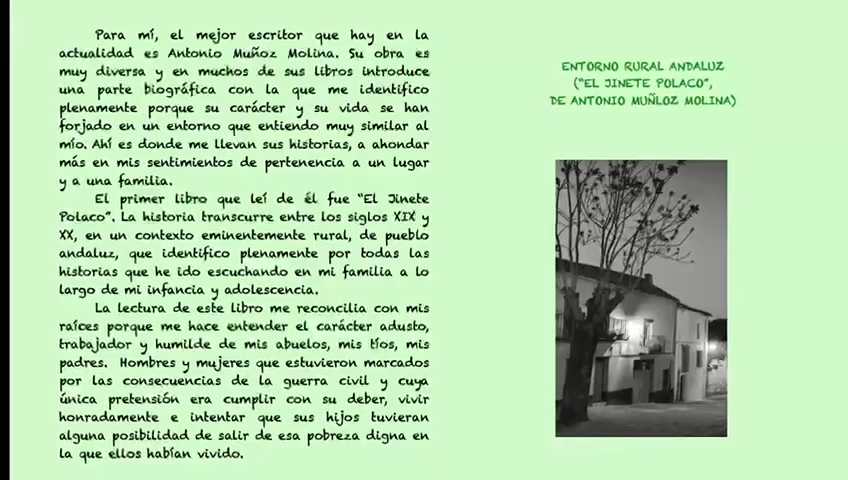 Para mí, el mejor escritor que hay en la
actualidad es Antonio Muñoz Molina. Su obra es
muy diversa y en muchos de sus libros introduce
una parte biográfica con la que me identifico
plenamente porque su carácter y su vida se han
forjado en un entorno que entiendo muy similar al
mío. Ahí es donde me llevan sus historias, a ahondar
más en mis sentimientos de pertenencia a un lugar
y a una familia.
El primer libro que leí de él fue "El Jinete
Polaco". La historia transcurre entre los siglos XIX y
XX, en un contexto eminentemente rural, de pueblo
andaluz, que identifico plenamente por todas las
historias que he ido escuchando en mi familia a lo
largo de mi infancia y adolescencia.
La lectura de este libro me reconcilia con mis
raíces porque me hace entender el carácter adusto,
trabajador y humilde de mis abuelos, mis tíos, mis
padres. Hombres y mujeres que estuvieron marcados
por las consecuencias de la guerra civil y cuya
única pretensión era cumplir con su deber, vivir
honradamente e intentar que sus hijos tuvieran
alguna posibilidad de salir de esa pobreza digna en
la que ellos habían vivido.
ENTORNO RURAL ANDALUZ
("EL JINETE POLACO",
DE ANTONIO MUÑLOZ MOLINA)